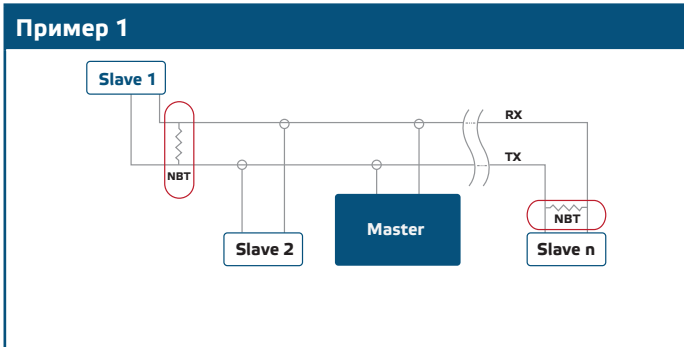 Пример 1
Slave 1
RX
NBT
TX
Slave 2
Master
NBT
Slave n